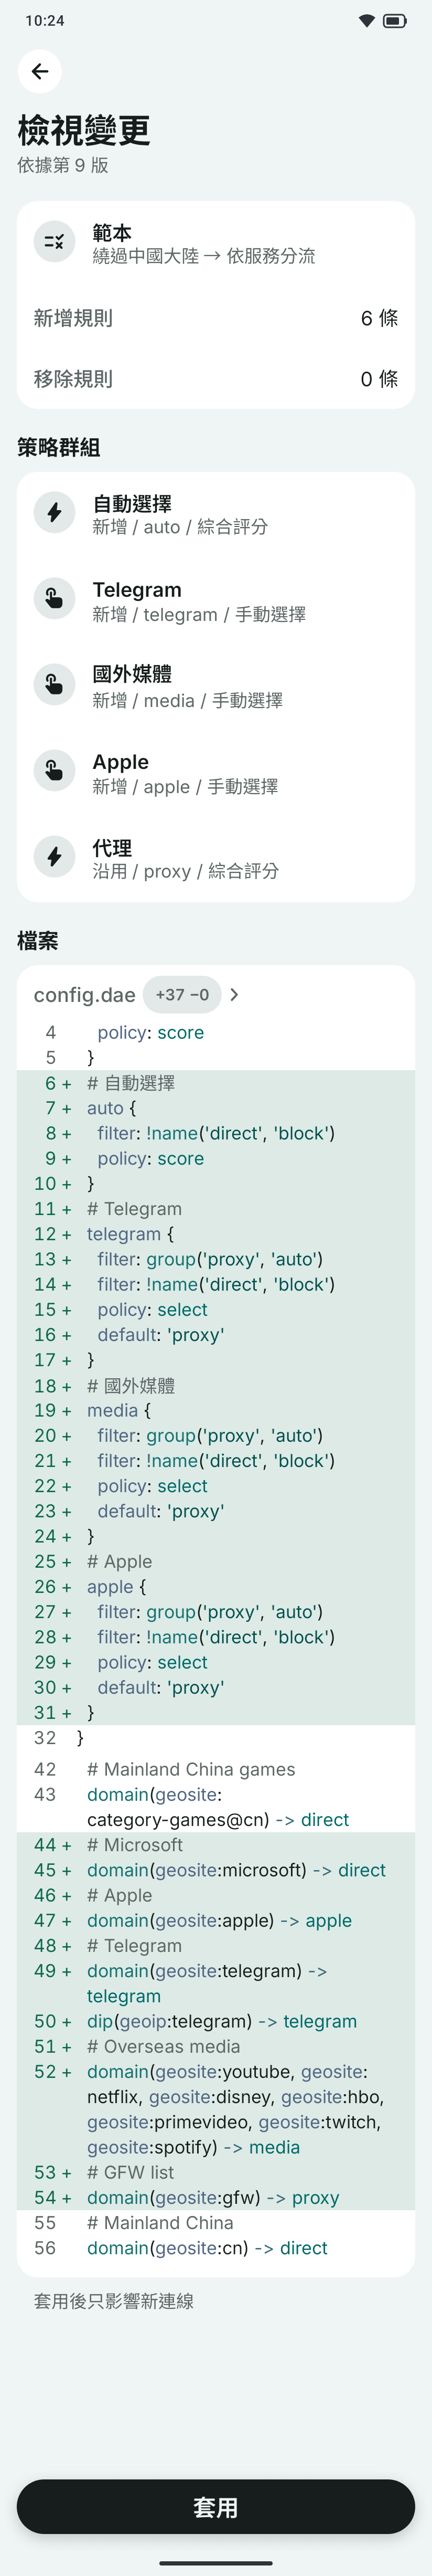 10:24
檢視變更
依據第 9 版
範本
繞過中國大陸 → 依服務分流
新增規則 6 條
移除規則 0 條
策略群組
自動選擇
新增 / auto / 綜合評分
Telegram
新增 / telegram / 手動選擇
國外媒體
新增 / media / 手動選擇
Apple
新增 / apple / 手動選擇
代理
沿用 / proxy / 綜合評分
檔案
config.dae +37 −0
4 policy: score
5 }
6 + # 自動選擇
7 + auto {
8 + filter: !name('direct', 'block')
9 + policy: score
10 + }
11 + # Telegram
12 + telegram {
13 + filter: group('proxy', 'auto')
14 + filter: !name('direct', 'block')
15 + policy: select
16 + default: 'proxy'
17 + }
18 + # 國外媒體
19 + media {
20 + filter: group('proxy', 'auto')
21 + filter: !name('direct', 'block')
22 + policy: select
23 + default: 'proxy'
24 + }
25 + # Apple
26 + apple {
27 + filter: group('proxy', 'auto')
28 + filter: !name('direct', 'block')
29 + policy: select
30 + default: 'proxy'
31 + }
32 }
42 # Mainland China games
43 domain(geosite:
category-games@cn) -> direct
44 + # Microsoft
45 + domain(geosite:microsoft) -> direct
46 + # Apple
47 + domain(geosite:apple) -> apple
48 + # Telegram
49 + domain(geosite:telegram) ->
telegram
50 + dip(geoip:telegram) -> telegram
51 + # Overseas media
52 + domain(geosite:youtube, geosite:
netflix, geosite:disney, geosite:hbo,
geosite:primevideo, geosite:twitch,
geosite:spotify) -> media
53 + # GFW list
54 + domain(geosite:gfw) -> proxy
55 # Mainland China
56 domain(geosite:cn) -> direct
套用後只影響新連線
套用